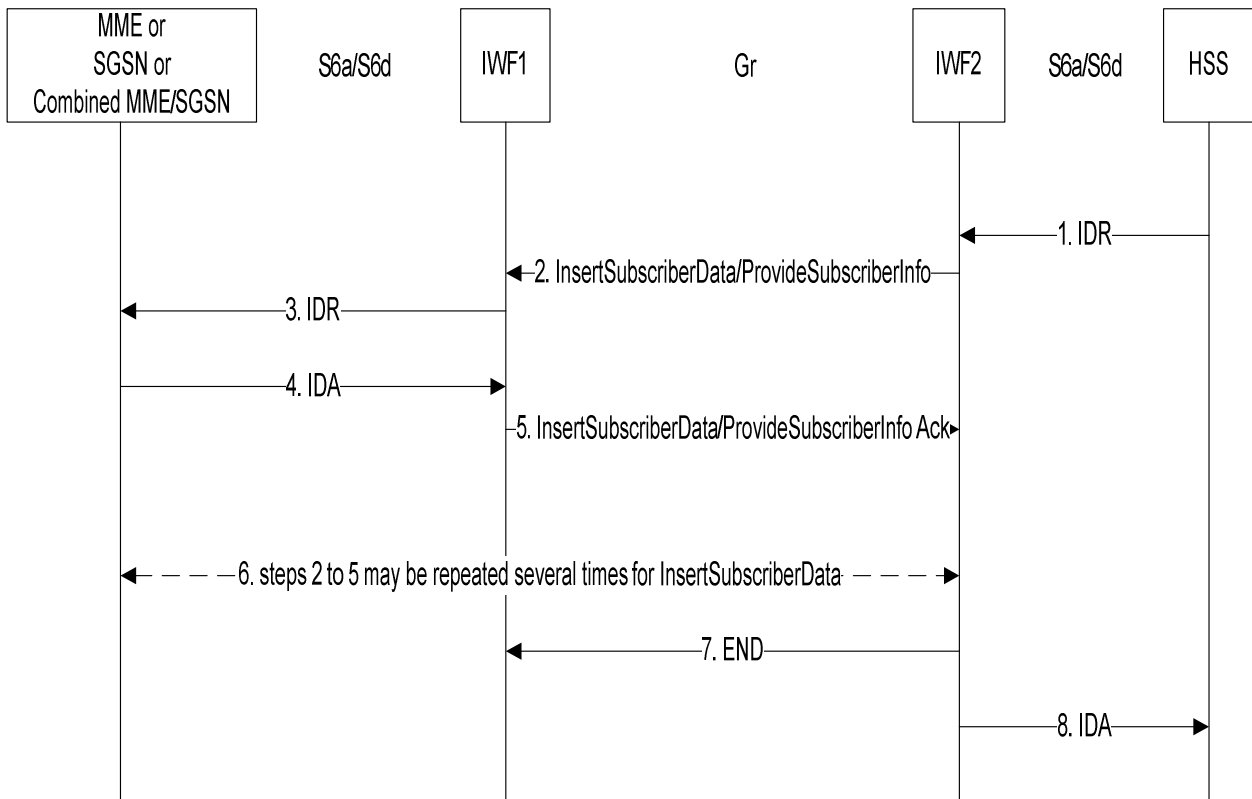 MME or
SGSN or
Combined MME/SGSN
S6a/S6d
IWF1
Gr
IWF2
S6a/S6d
HSS
1. IDR
2. InsertSubscriberData/ProvideSubscriberInfo
3. IDR
4. IDA
5. InsertSubscriberData/ProvideSubscriberInfo Ack
6. steps 2 to 5 may be repeated several times for InsertSubscriberData
7. END
8. IDA